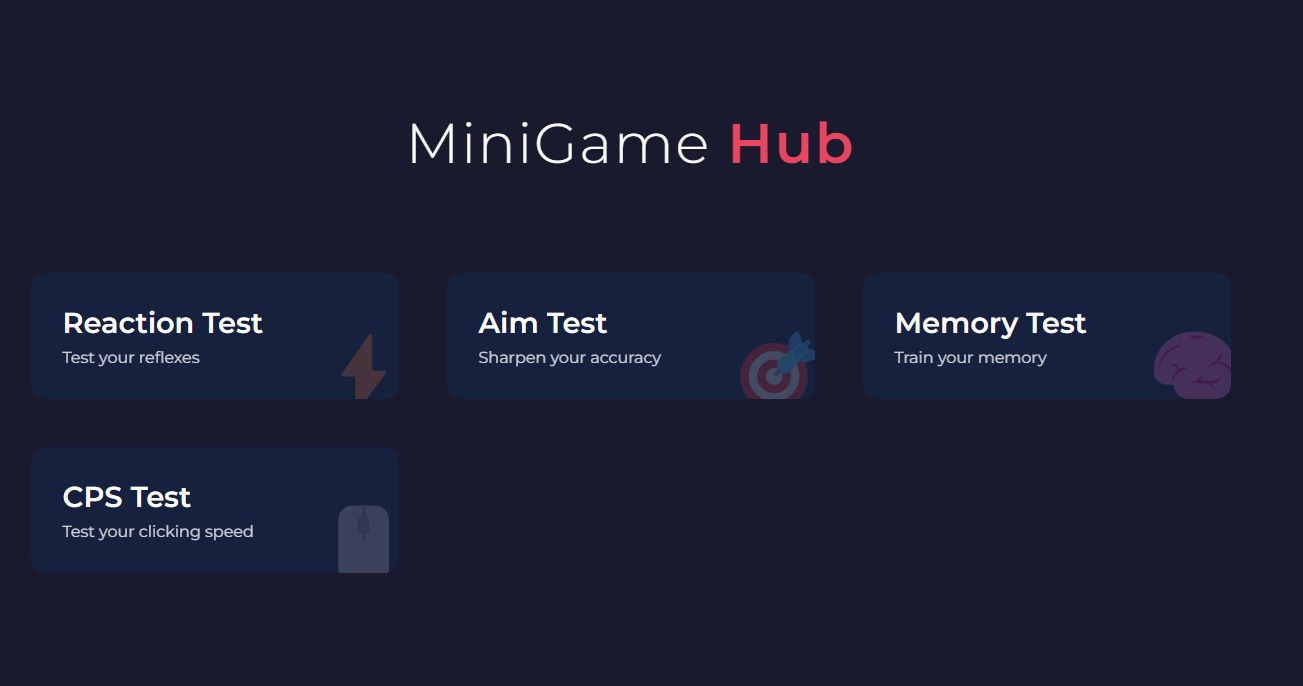 MiniGame Hub
Reaction Test
Test your reflexes
Aim Test
Sharpen your accuracy
Memory Test
Train your memory
CPS Test
Test your clicking speed